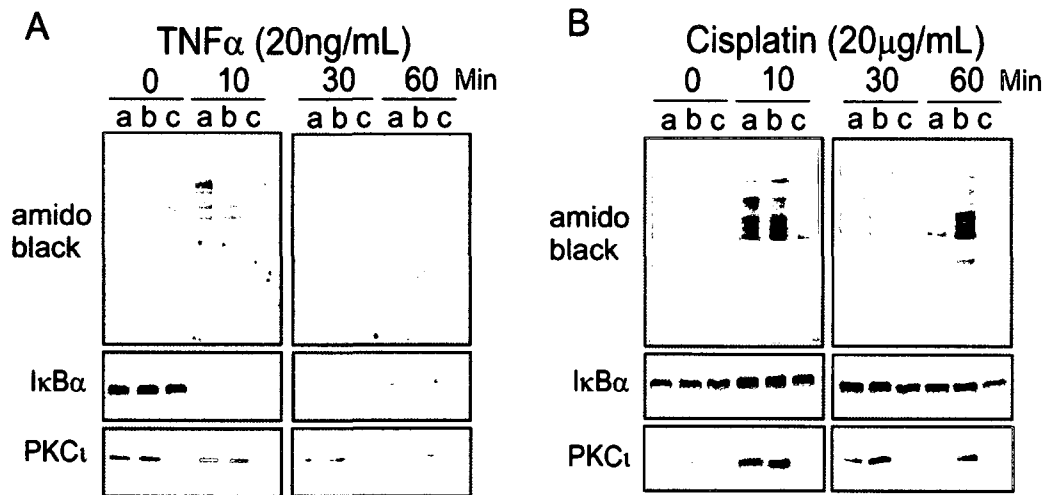 A
TNFα (20ng/mL)
0 10 30 60 Min
a b c a b c a b c a b c
amido
black
IκBα
PKCι
B
Cisplatin (20μg/mL)
0 10 30 60 Min
a b c a b c a b c a b c
amido
black
IκBα
PKCι